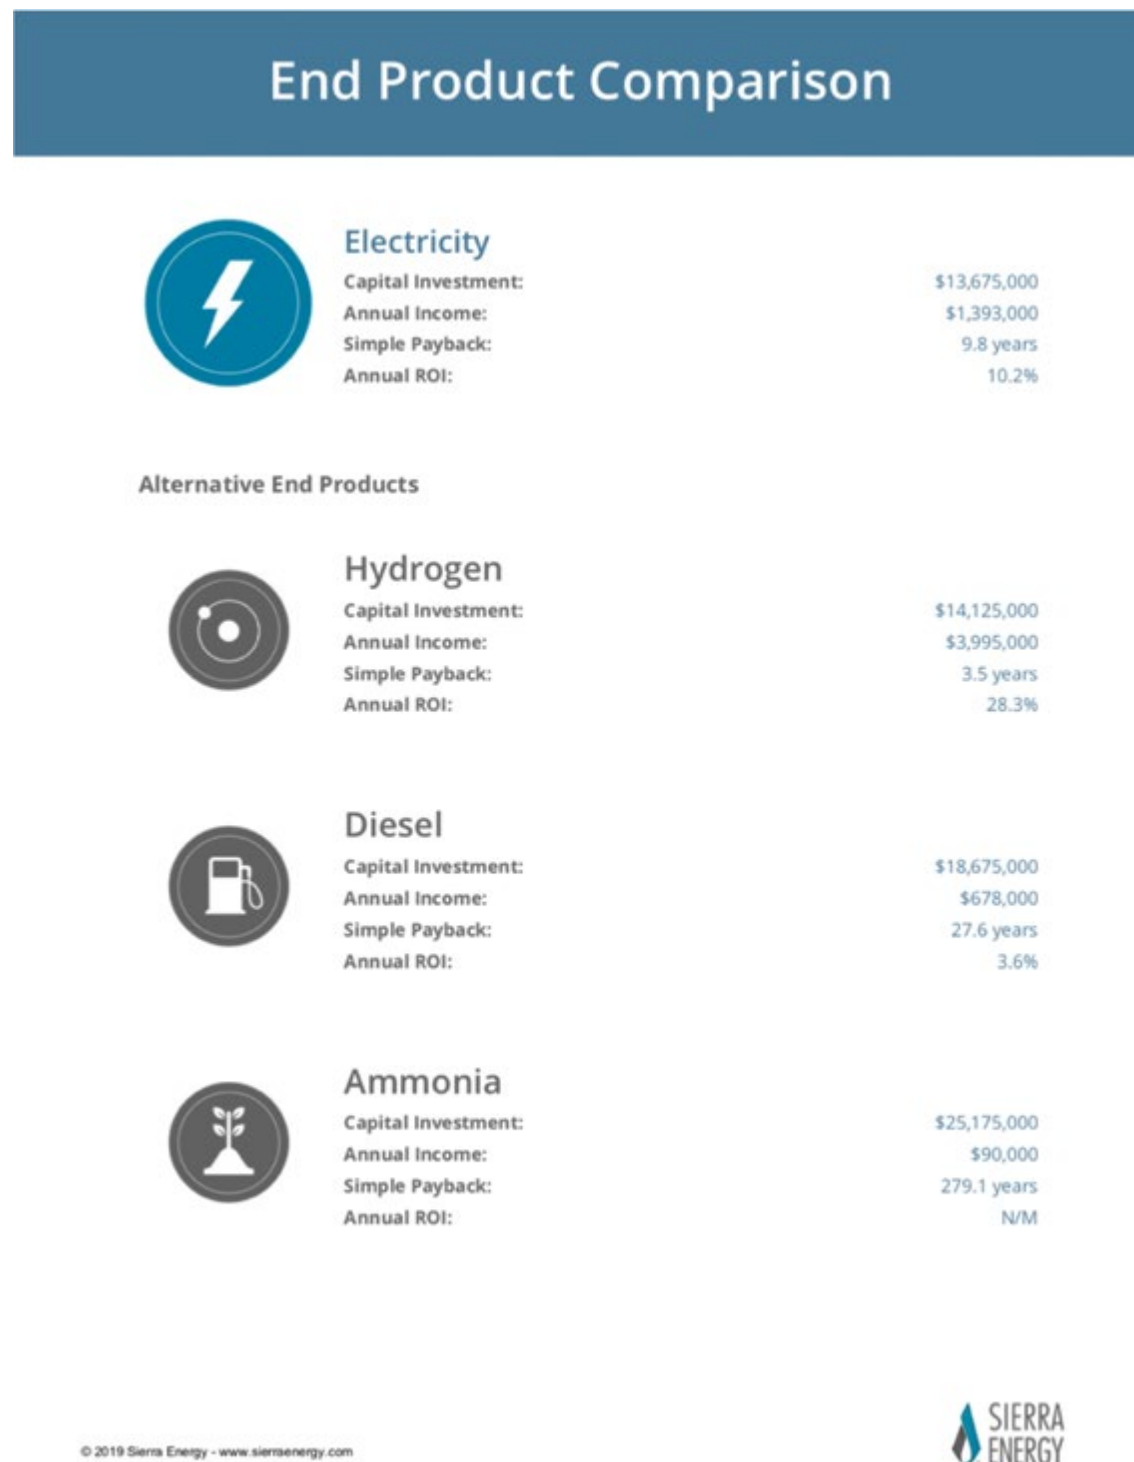 End Product Comparison
Electricity
Capital Investment: $13,675,000
Annual Income: $1,393,000
Simple Payback: 9.8 years
Annual ROI: 10.2%
Alternative End Products
Hydrogen
Capital Investment: $14,125,000
Annual Income: $3,995,000
Simple Payback: 3.5 years
Annual ROI: 28.3%
Diesel
Capital Investment: $18,675,000
Annual Income: $678,000
Simple Payback: 27.6 years
Annual ROI: 3.6%
Ammonia
Capital Investment: $25,175,000
Annual Income: $90,000
Simple Payback: 279.1 years
Annual ROI: N/M
© 2019 Sierra Energy - www.sierraenergy.com
SIERRA
ENERGY